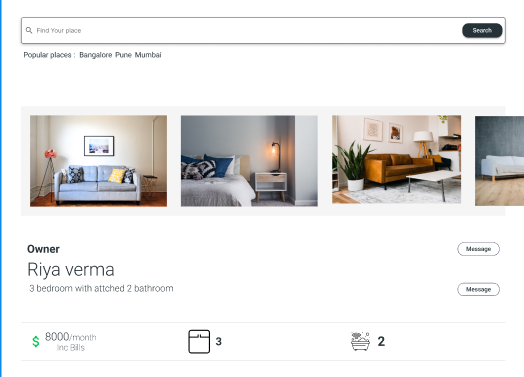 Find Your place
Search
Popular places : Bangalore Pune Mumbai
Owner
Message
Riya verma
3 bedroom with attched 2 bathroom
Message
$ 8000/month
Inc Bills
3
2